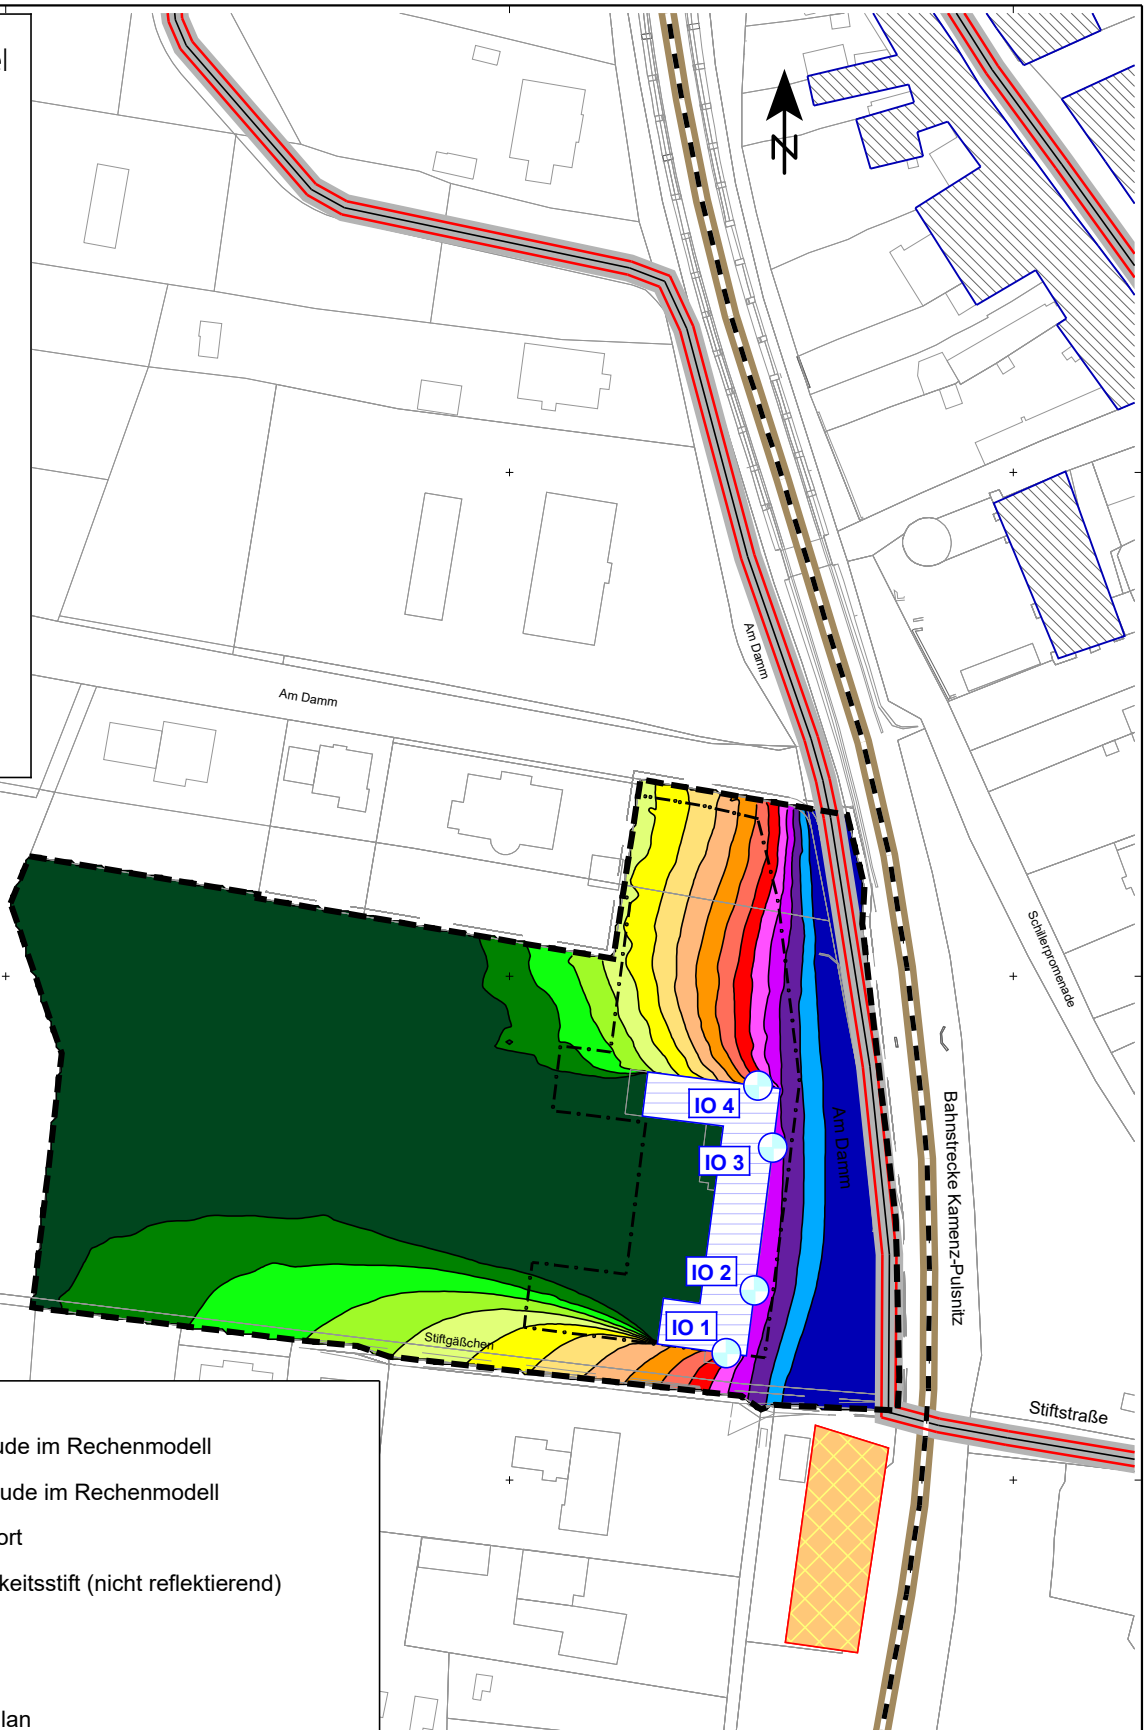 N
Am Damm
Am Damm
Schillerpromenade
IO 4
IO 3
Am Damm
Bahnstrecke Kamenz-Pulsnitz
IO 2
IO 1
Stiftgäßchen
Stiftstraße
ude im Rechenmodell
ude im Rechenmodell
ort
keitsstift (nicht reflektierend)
lan